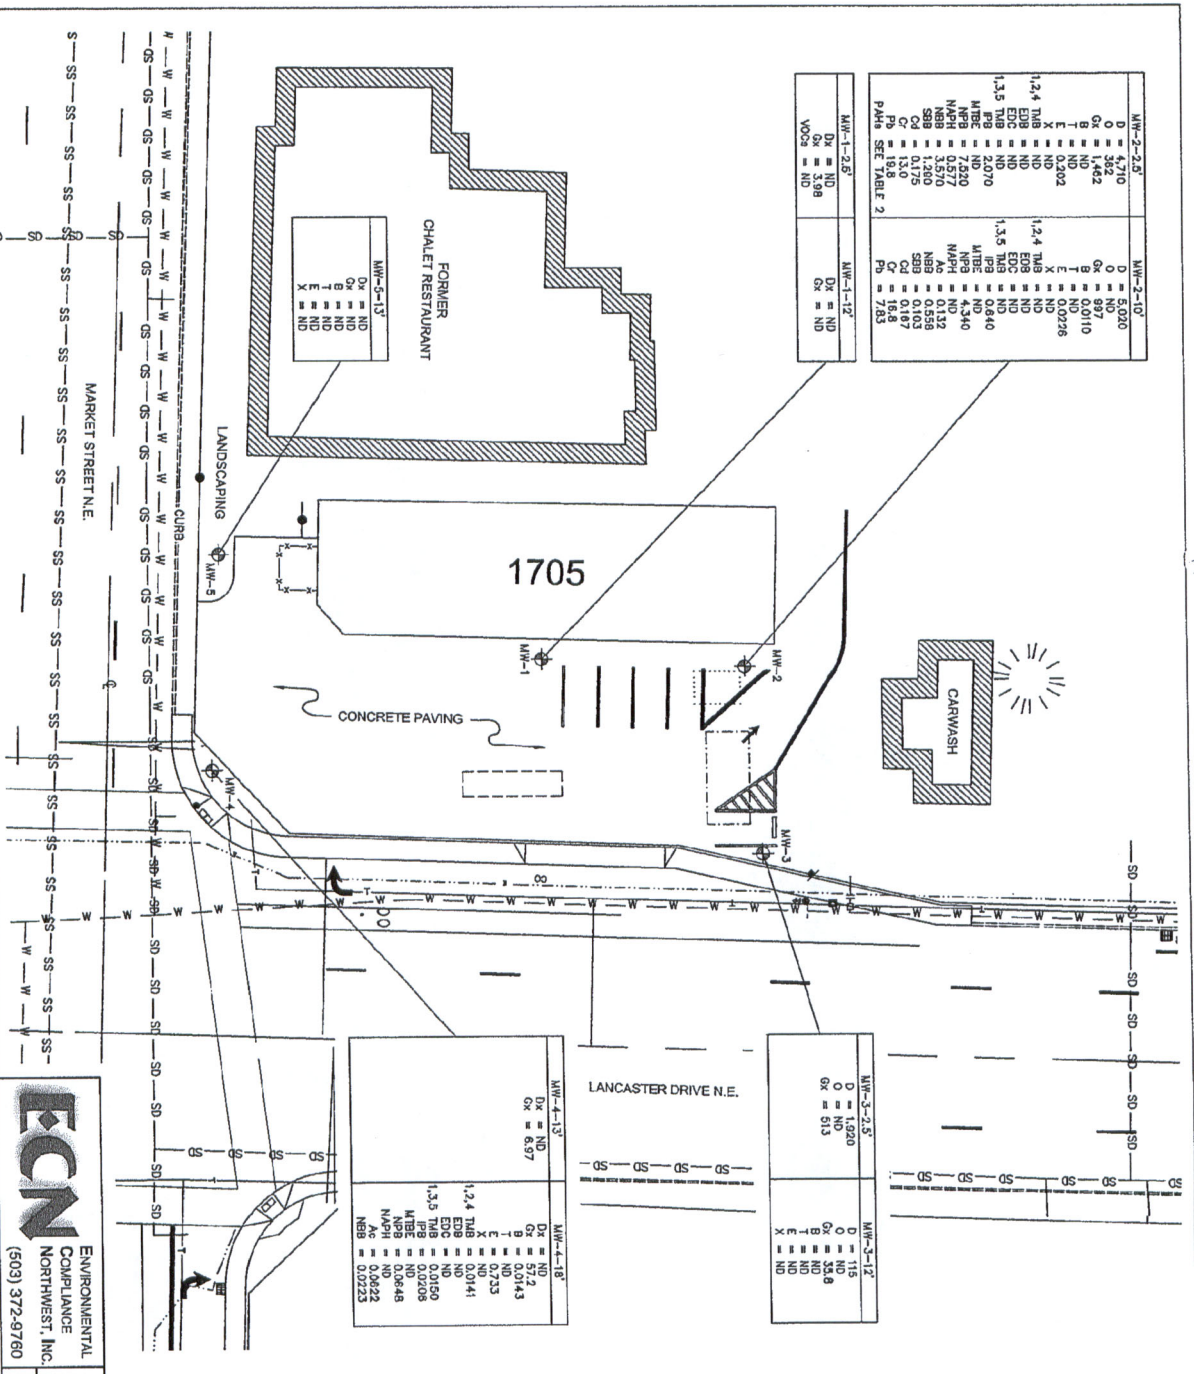 MW-2-2.5'
D = 4,710
O = 362
Gx = 1,462
B = ND
T = ND
E = 0.202
X = ND
1,2,4 TMB = ND
EDB = ND
EDC = ND
1,3,5 TMB = ND
IPB = 2.070
MTBE = ND
NPB = 7.520
NAPH = 0.577
NBB = 3.570
SBB = 1.290
Cd = 0.175
Cr = 13.0
Pb = 19.8
PAHs SEE TABLE 2
MW-2-10'
D = 5,020
O = ND
Gx = 997
B = 0.0110
T = ND
E = 0.0226
X = ND
1,2,4 TMB = ND
EDB = ND
EDC = ND
1,3,5 TMB = ND
IPB = 0.640
MTBE = ND
NPB = 4.340
NAPH = ND
Ac = 0.132
NBB = 0.556
SBB = 0.103
Cd = 0.187
Cr = 16.8
Pb = 7.83
MW-1-2.5'
Dx = ND
Gx = 3.98
VOCs = ND
MW-1-12'
Dx = ND
Gx = ND
FORMER
CHALET RESTAURANT
MW-5-13'
Dx = ND
Gx = ND
B = ND
T = ND
E = ND
X = ND
CARWASH
1705
MW-2
MW-1
MW-3
MW-5
MW-4
LANDSCAPING
CURB
CONCRETE PAVING
MARKET STREET N.E.
LANCASTER DRIVE N.E.
MW-3-2.5'
D = 1,920
O = ND
Gx = 513
MW-3-12'
D = 115
O = ND
Gx = 33.8
B = ND
T = ND
E = ND
X = ND
MW-4-13'
Dx = ND
Gx = 6.97
MW-4-18'
Dx = ND
Gx = 57.2
B = 0.0143
T = ND
E = 0.733
X = ND
1,2,4 TMB = 0.0141
EDB = ND
EDC = ND
1,3,5 TMB = 0.0150
IPB = 0.0206
MTBE = ND
NPB = 0.0648
NAPH = ND
Ac = 0.0622
NBB = 0.0223
ECN
ENVIRONMENTAL
COMPLIANCE
NORTHWEST, INC.
(503) 372-9760